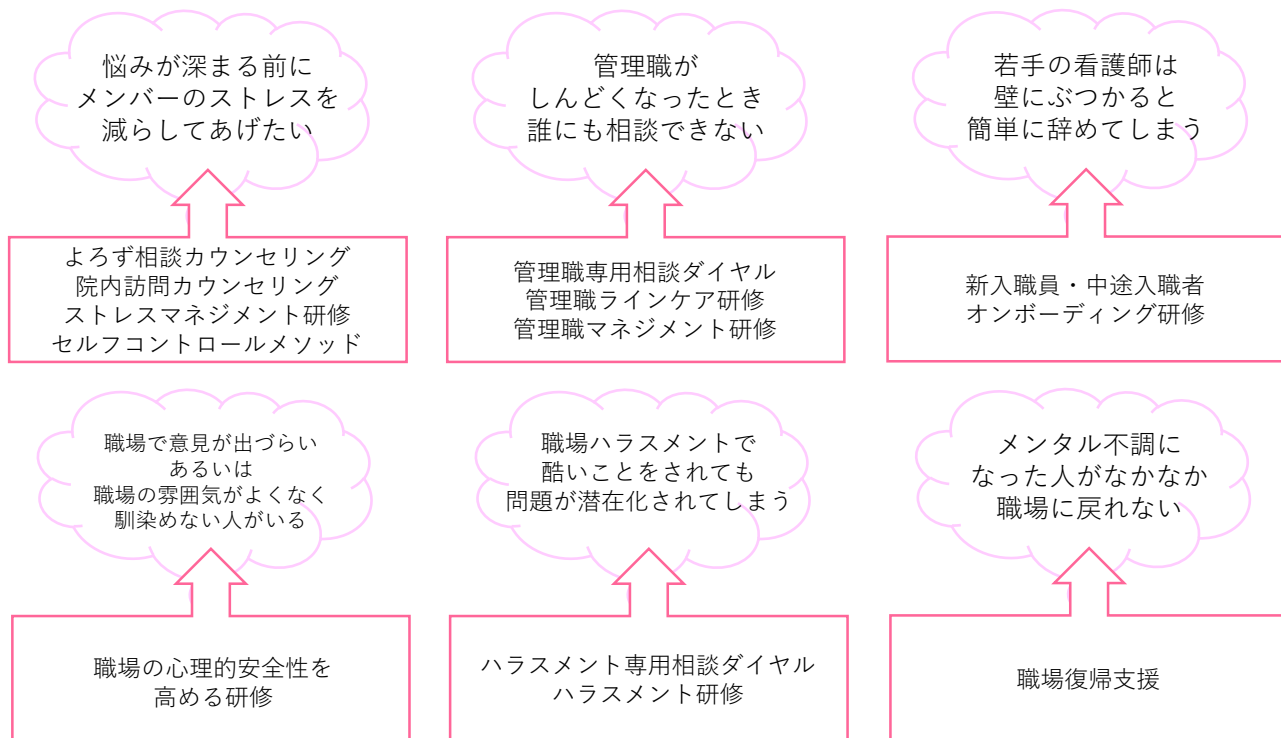 悩みが深まる前に
メンバーのストレスを
減らしてあげたい
管理職が
しんどくなったとき
誰にも相談できない
若手の看護師は
壁にぶつかると
簡単に辞めてしまう
よろず相談カウンセリング
院内訪問カウンセリング
ストレスマネジメント研修
セルフコントロールメソッド
管理職専用相談ダイヤル
管理職ラインケア研修
管理職マネジメント研修
新入職員・中途入職者
オンボーディング研修
職場で意見が出づらい
あるいは
職場の雰囲気がよくなく
馴染めない人がいる
職場ハラスメントで
酷いことをされても
問題が潜在化されてしまう
メンタル不調に
なった人がなかなか
職場に戻れない
職場の心理的安全性を
高める研修
ハラスメント専用相談ダイヤル
ハラスメント研修
職場復帰支援